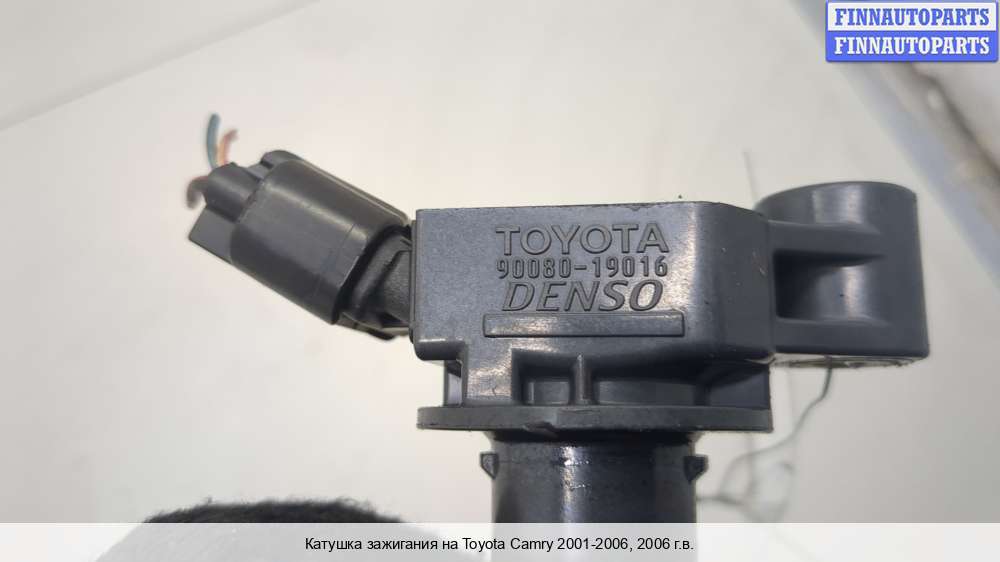 FINNAUTOPARTS
FINNAUTOPARTS
TOYOTA
90080-19016
DENSO
Катушка зажигания на Toyota Camry 2001-2006, 2006 г.в.